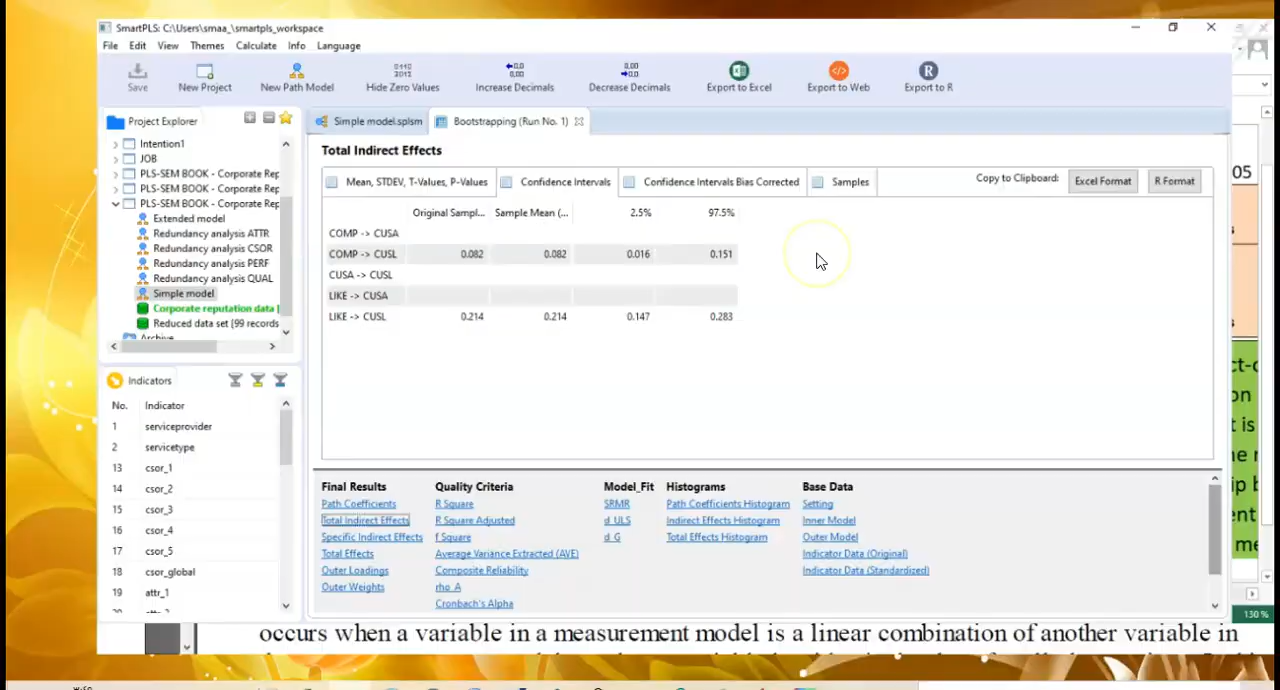 SmartPLS: C:\Users\smaa_\smartpls_workspace
File Edit View Themes Calculate Info Language
Save New Project New Path Model Hide Zero Values Increase Decimals Decrease Decimals Export to Excel Export to Web Export to R
Project Explorer
Intention1
JOB
PLS-SEM BOOK - Corporate Rep
PLS-SEM BOOK - Corporate Rep
PLS-SEM BOOK - Corporate Rep
Extended model
Redundancy analysis ATTR
Redundancy analysis CSOR
Redundancy analysis PERF
Redundancy analysis QUAL
Simple model
Corporate reputation data [
Reduced data set (99 records
Archive
Indicators
No. Indicator
1 serviceprovider
2 servicetype
13 csor_1
14 csor_2
15 csor_3
16 csor_4
17 csor_5
18 csor_global
19 attr_1
20 attr_2
Simple model.splsm Bootstrapping (Run No. 1)
Total Indirect Effects
Mean, STDEV, T-Values, P-Values Confidence Intervals Confidence Intervals Bias Corrected Samples Copy to Clipboard: Excel Format R Format
Original Sampl... Sample Mean (... 2.5% 97.5%
COMP -> CUSA
COMP -> CUSL 0.082 0.082 0.016 0.151
CUSA -> CUSL
LIKE -> CUSA
LIKE -> CUSL 0.214 0.214 0.147 0.283
Final Results Quality Criteria Model_Fit Histograms Base Data
Path Coefficients R Square SRMR Path Coefficients Histogram Setting
Total Indirect Effects R Square Adjusted d_ULS Indirect Effects Histogram Inner Model
Specific Indirect Effects f Square d_G Total Effects Histogram Outer Model
Total Effects Average Variance Extracted (AVE) Indicator Data (Original)
Outer Loadings Composite Reliability Indicator Data (Standardized)
Outer Weights rho_A
Cronbach's Alpha
05
ct-c
on
t is
ne r
ip b
ent
me
130 %
occurs when a variable in a measurement model is a linear combination of another variable in